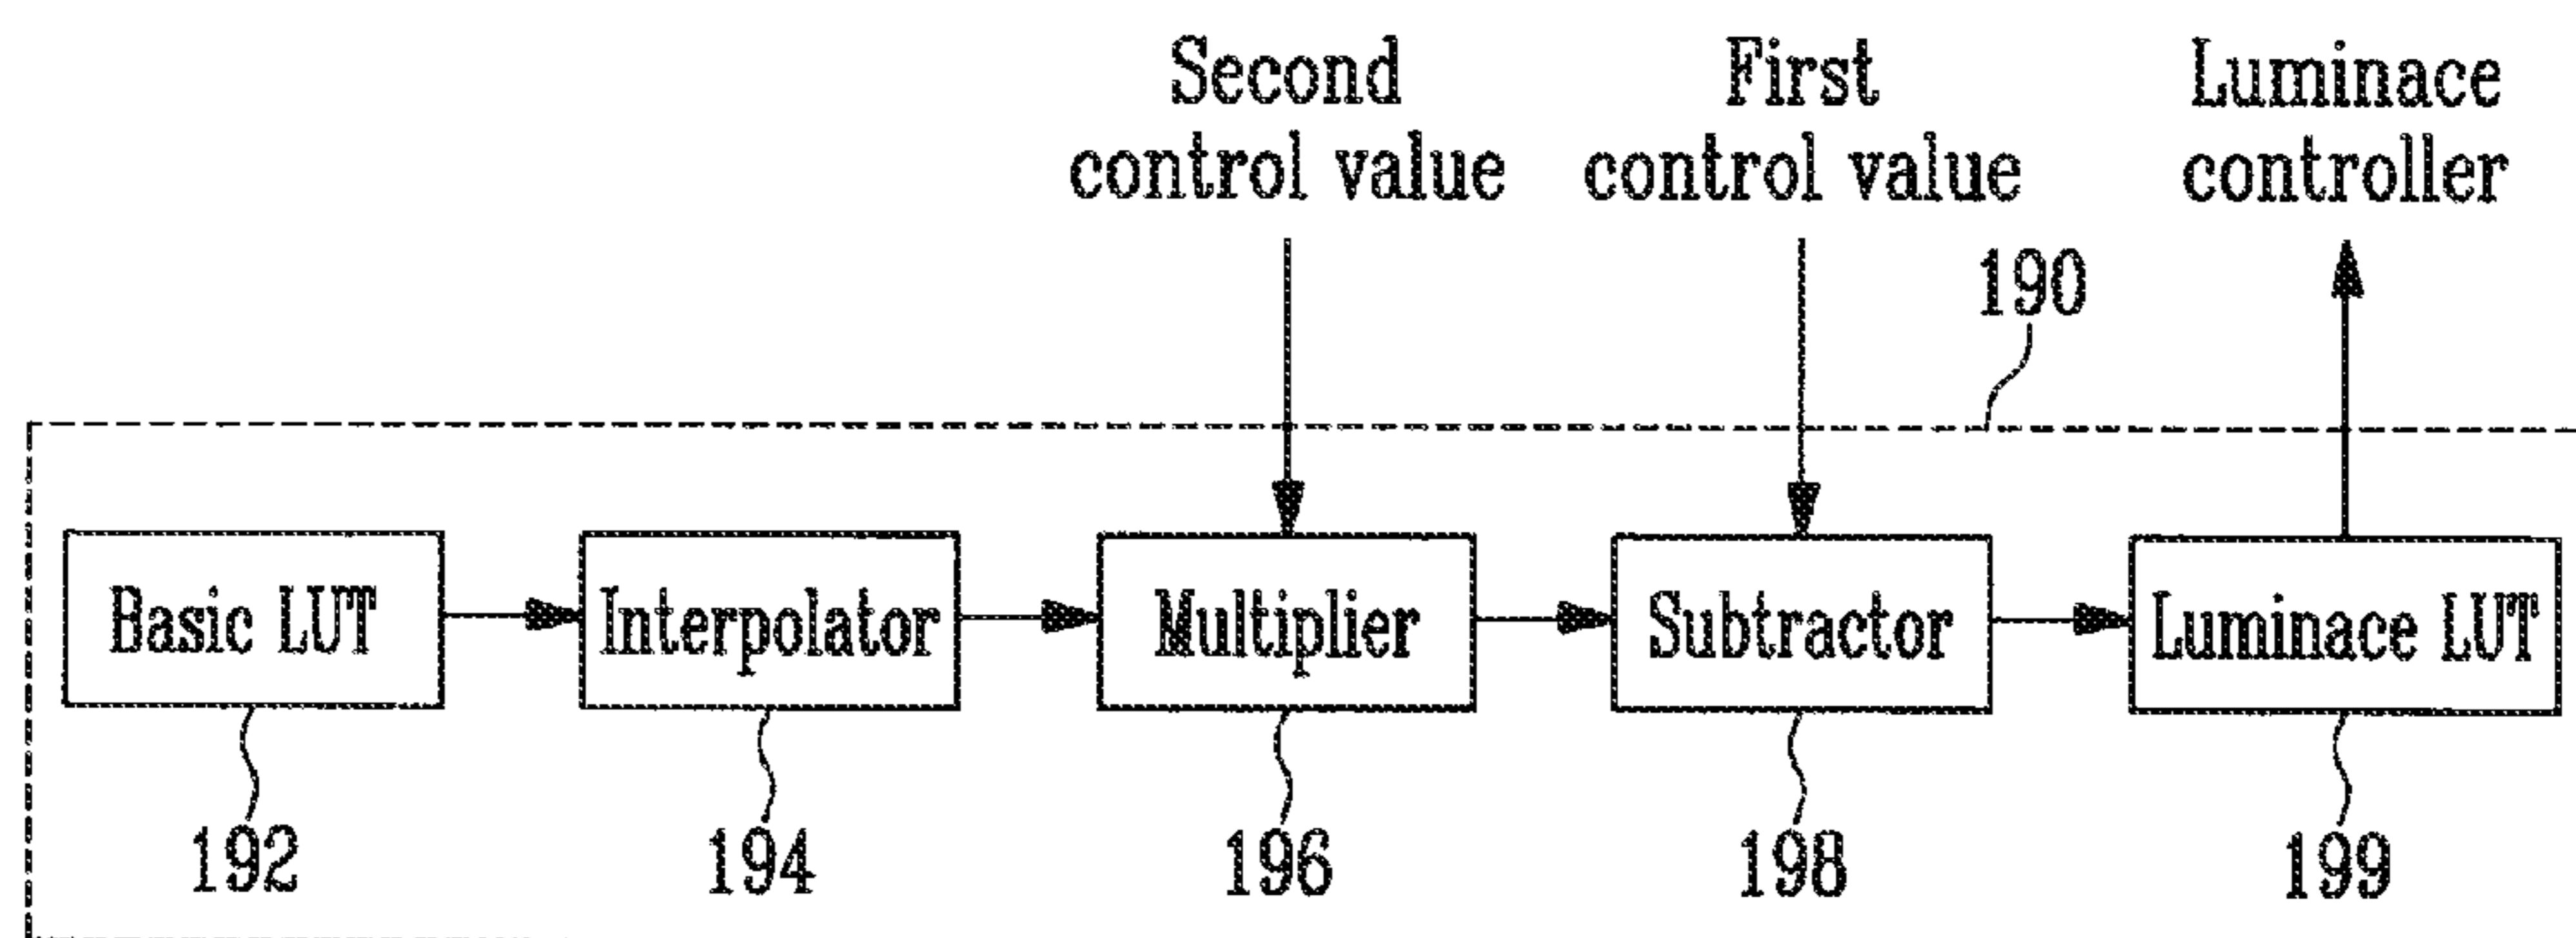 Second
control value
First
control value
Luminace
controller
190
Basic LUT
Interpolator
Multiplier
Subtractor
Luminace LUT
192
194
196
198
199